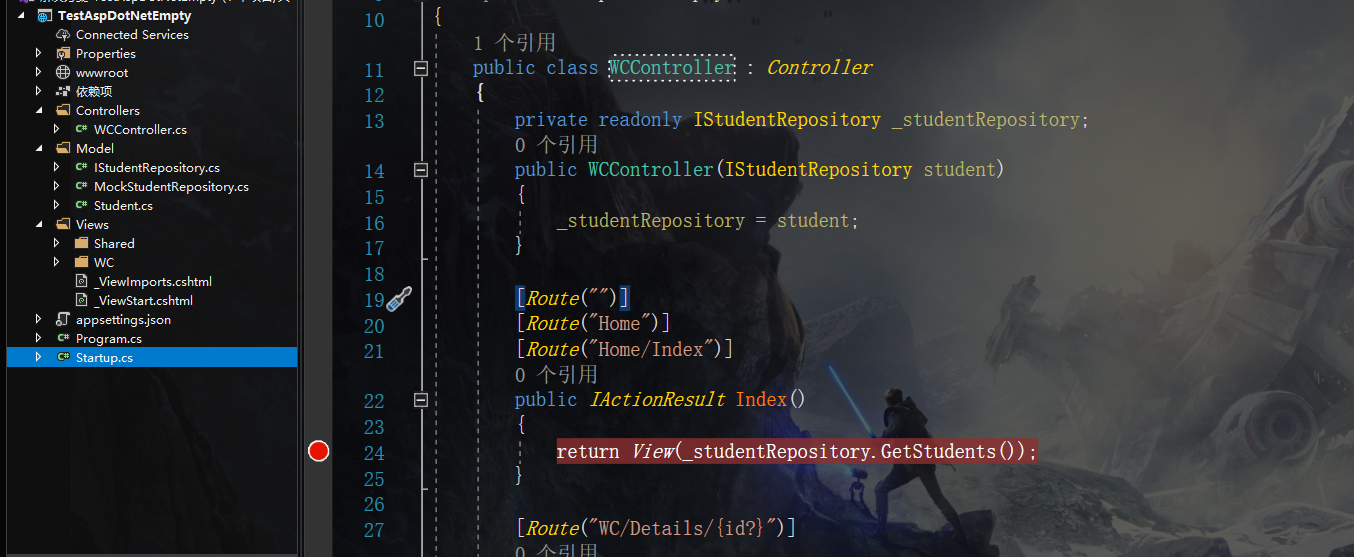 TestAspDotNetEmpty
Connected Services
Properties
wwwroot
依赖项
Controllers
C# WCController.cs
Model
C# IStudentRepository.cs
C# MockStudentRepository.cs
C# Student.cs
Views
Shared
WC
_ViewImports.cshtml
_ViewStart.cshtml
appsettings.json
C# Program.cs
C# Startup.cs
10 {
1 个引用
11 public class WCController : Controller
12 {
13 private readonly IStudentRepository _studentRepository;
0 个引用
14 public WCController(IStudentRepository student)
15 {
16 _studentRepository = student;
17 }
18
19 [Route("")]
20 [Route("Home")]
21 [Route("Home/Index")]
0 个引用
22 public IActionResult Index()
23 {
24 return View(_studentRepository.GetStudents());
25 }
26
27 [Route("WC/Details/{id?}")]
0 个引用